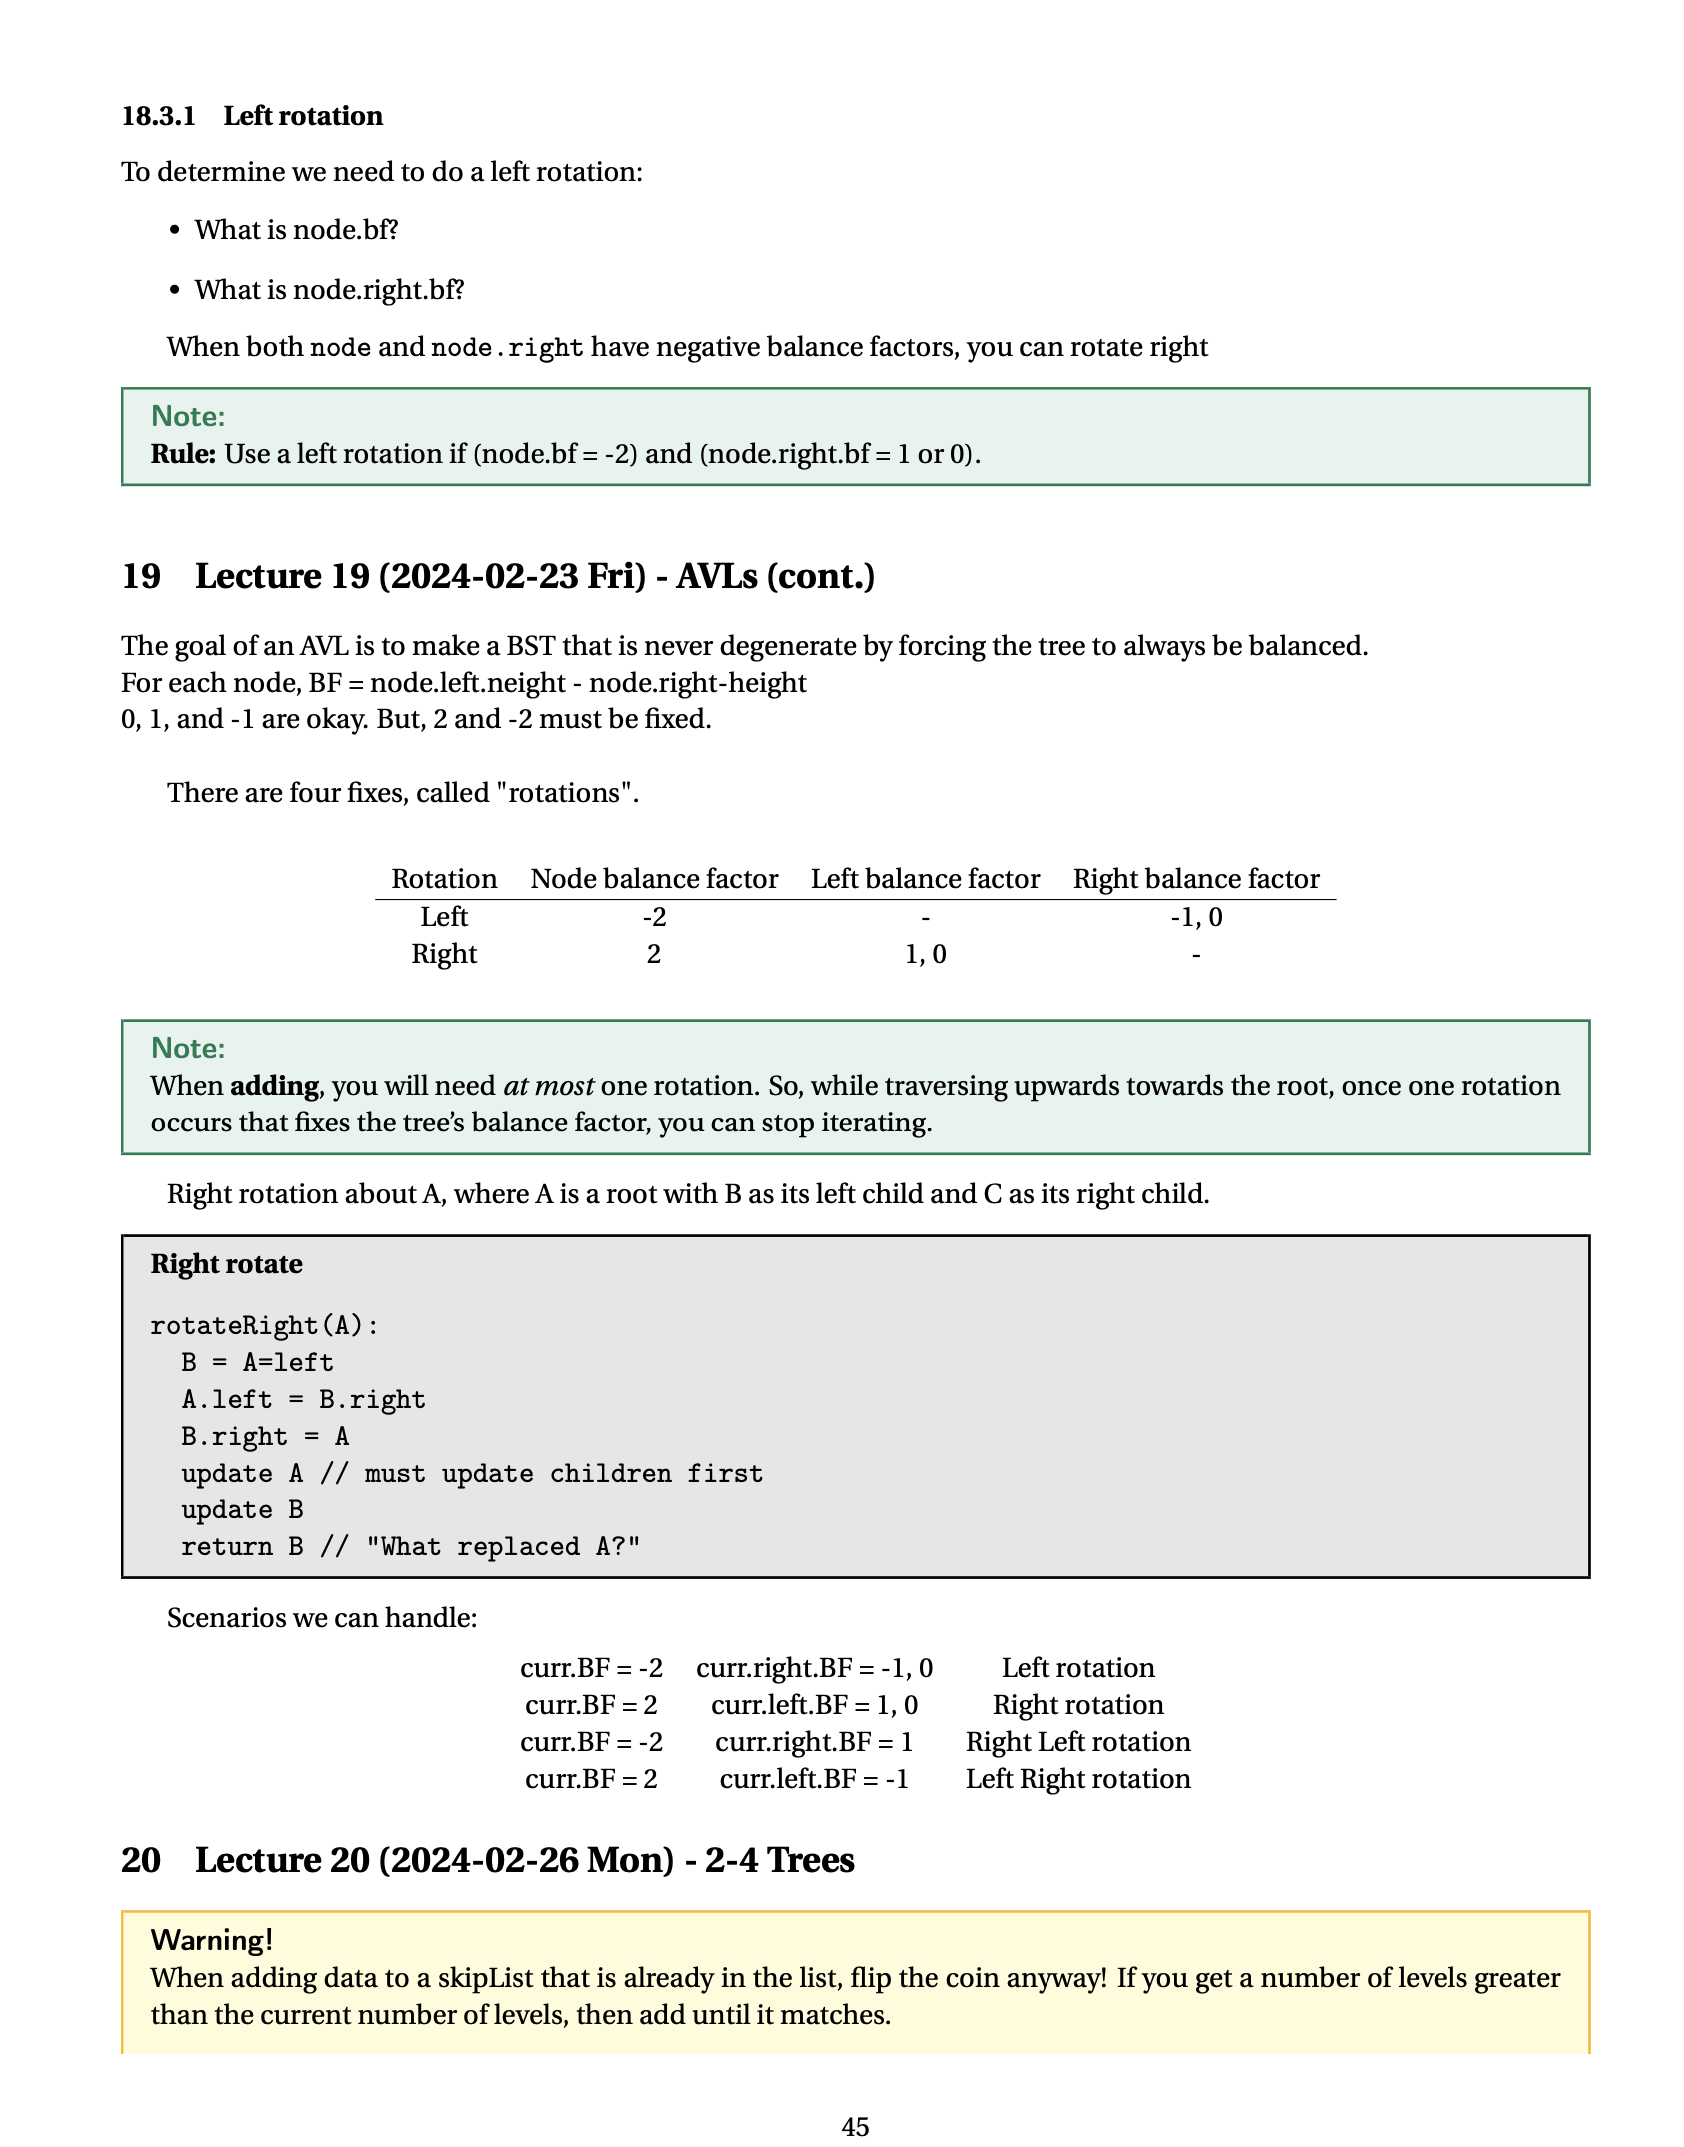 18.3.1 Left rotation
To determine we need to do a left rotation:
• What is node.bf?
• What is node.right.bf?
When both node and node.right have negative balance factors, you can rotate right
Note:
Rule: Use a left rotation if (node.bf = -2) and (node.right.bf = 1 or 0).
19 Lecture 19 (2024-02-23 Fri) - AVLs (cont.)
The goal of an AVL is to make a BST that is never degenerate by forcing the tree to always be balanced.
For each node, BF = node.left.neight - node.right-height
0, 1, and -1 are okay. But, 2 and -2 must be fixed.
There are four fixes, called "rotations".
Rotation Node balance factor Left balance factor Right balance factor
Left -2 - -1, 0
Right 2 1, 0 -
Note:
When adding, you will need at most one rotation. So, while traversing upwards towards the root, once one rotation
occurs that fixes the tree’s balance factor, you can stop iterating.
Right rotation about A, where A is a root with B as its left child and C as its right child.
Right rotate
rotateRight(A):
B = A=left
A.left = B.right
B.right = A
update A // must update children first
update B
return B // "What replaced A?"
Scenarios we can handle:
curr.BF = -2 curr.right.BF = -1, 0 Left rotation
curr.BF = 2 curr.left.BF = 1, 0 Right rotation
curr.BF = -2 curr.right.BF = 1 Right Left rotation
curr.BF = 2 curr.left.BF = -1 Left Right rotation
20 Lecture 20 (2024-02-26 Mon) - 2-4 Trees
Warning!
When adding data to a skipList that is already in the list, flip the coin anyway! If you get a number of levels greater
than the current number of levels, then add until it matches.
45